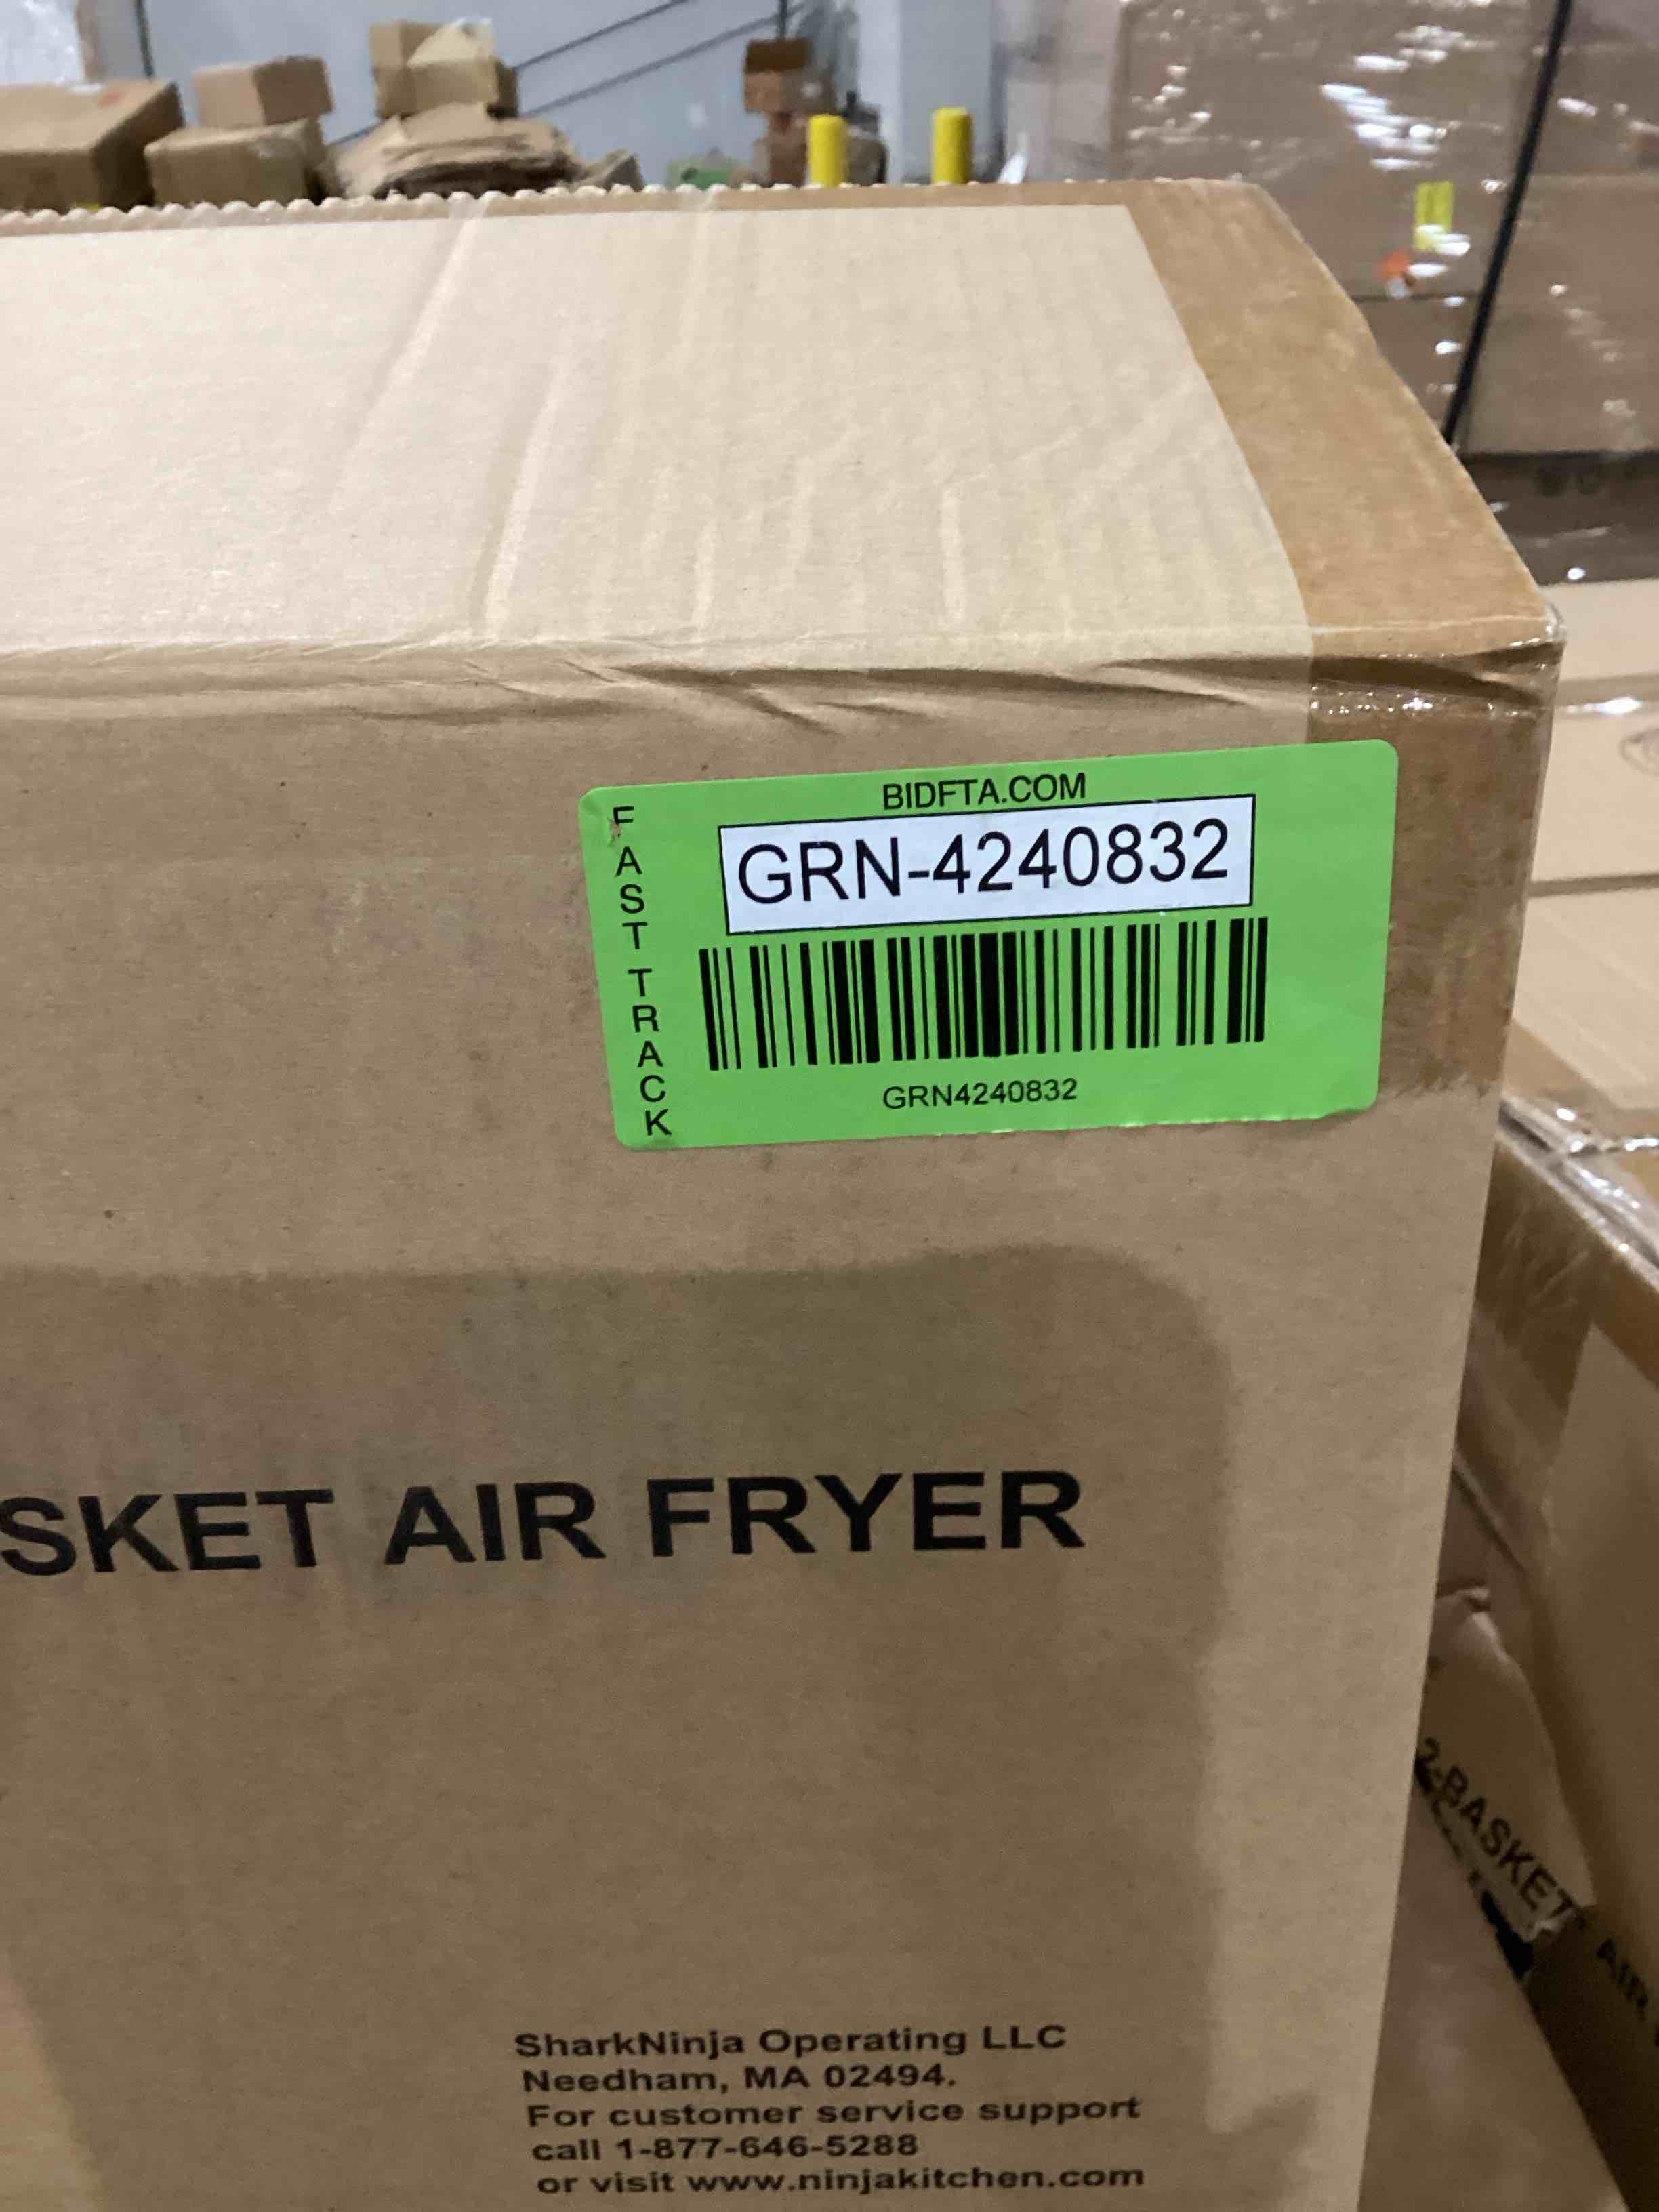 BIDFTA.COM
FAST TRACK
GRN-4240832
GRN4240832
SKET AIR FRYER
SharkNinja Operating LLC
Needham, MA 02494.
For customer service support
call 1-877-646-5288
or visit www.ninjakitchen.com
2-BASKET AIR